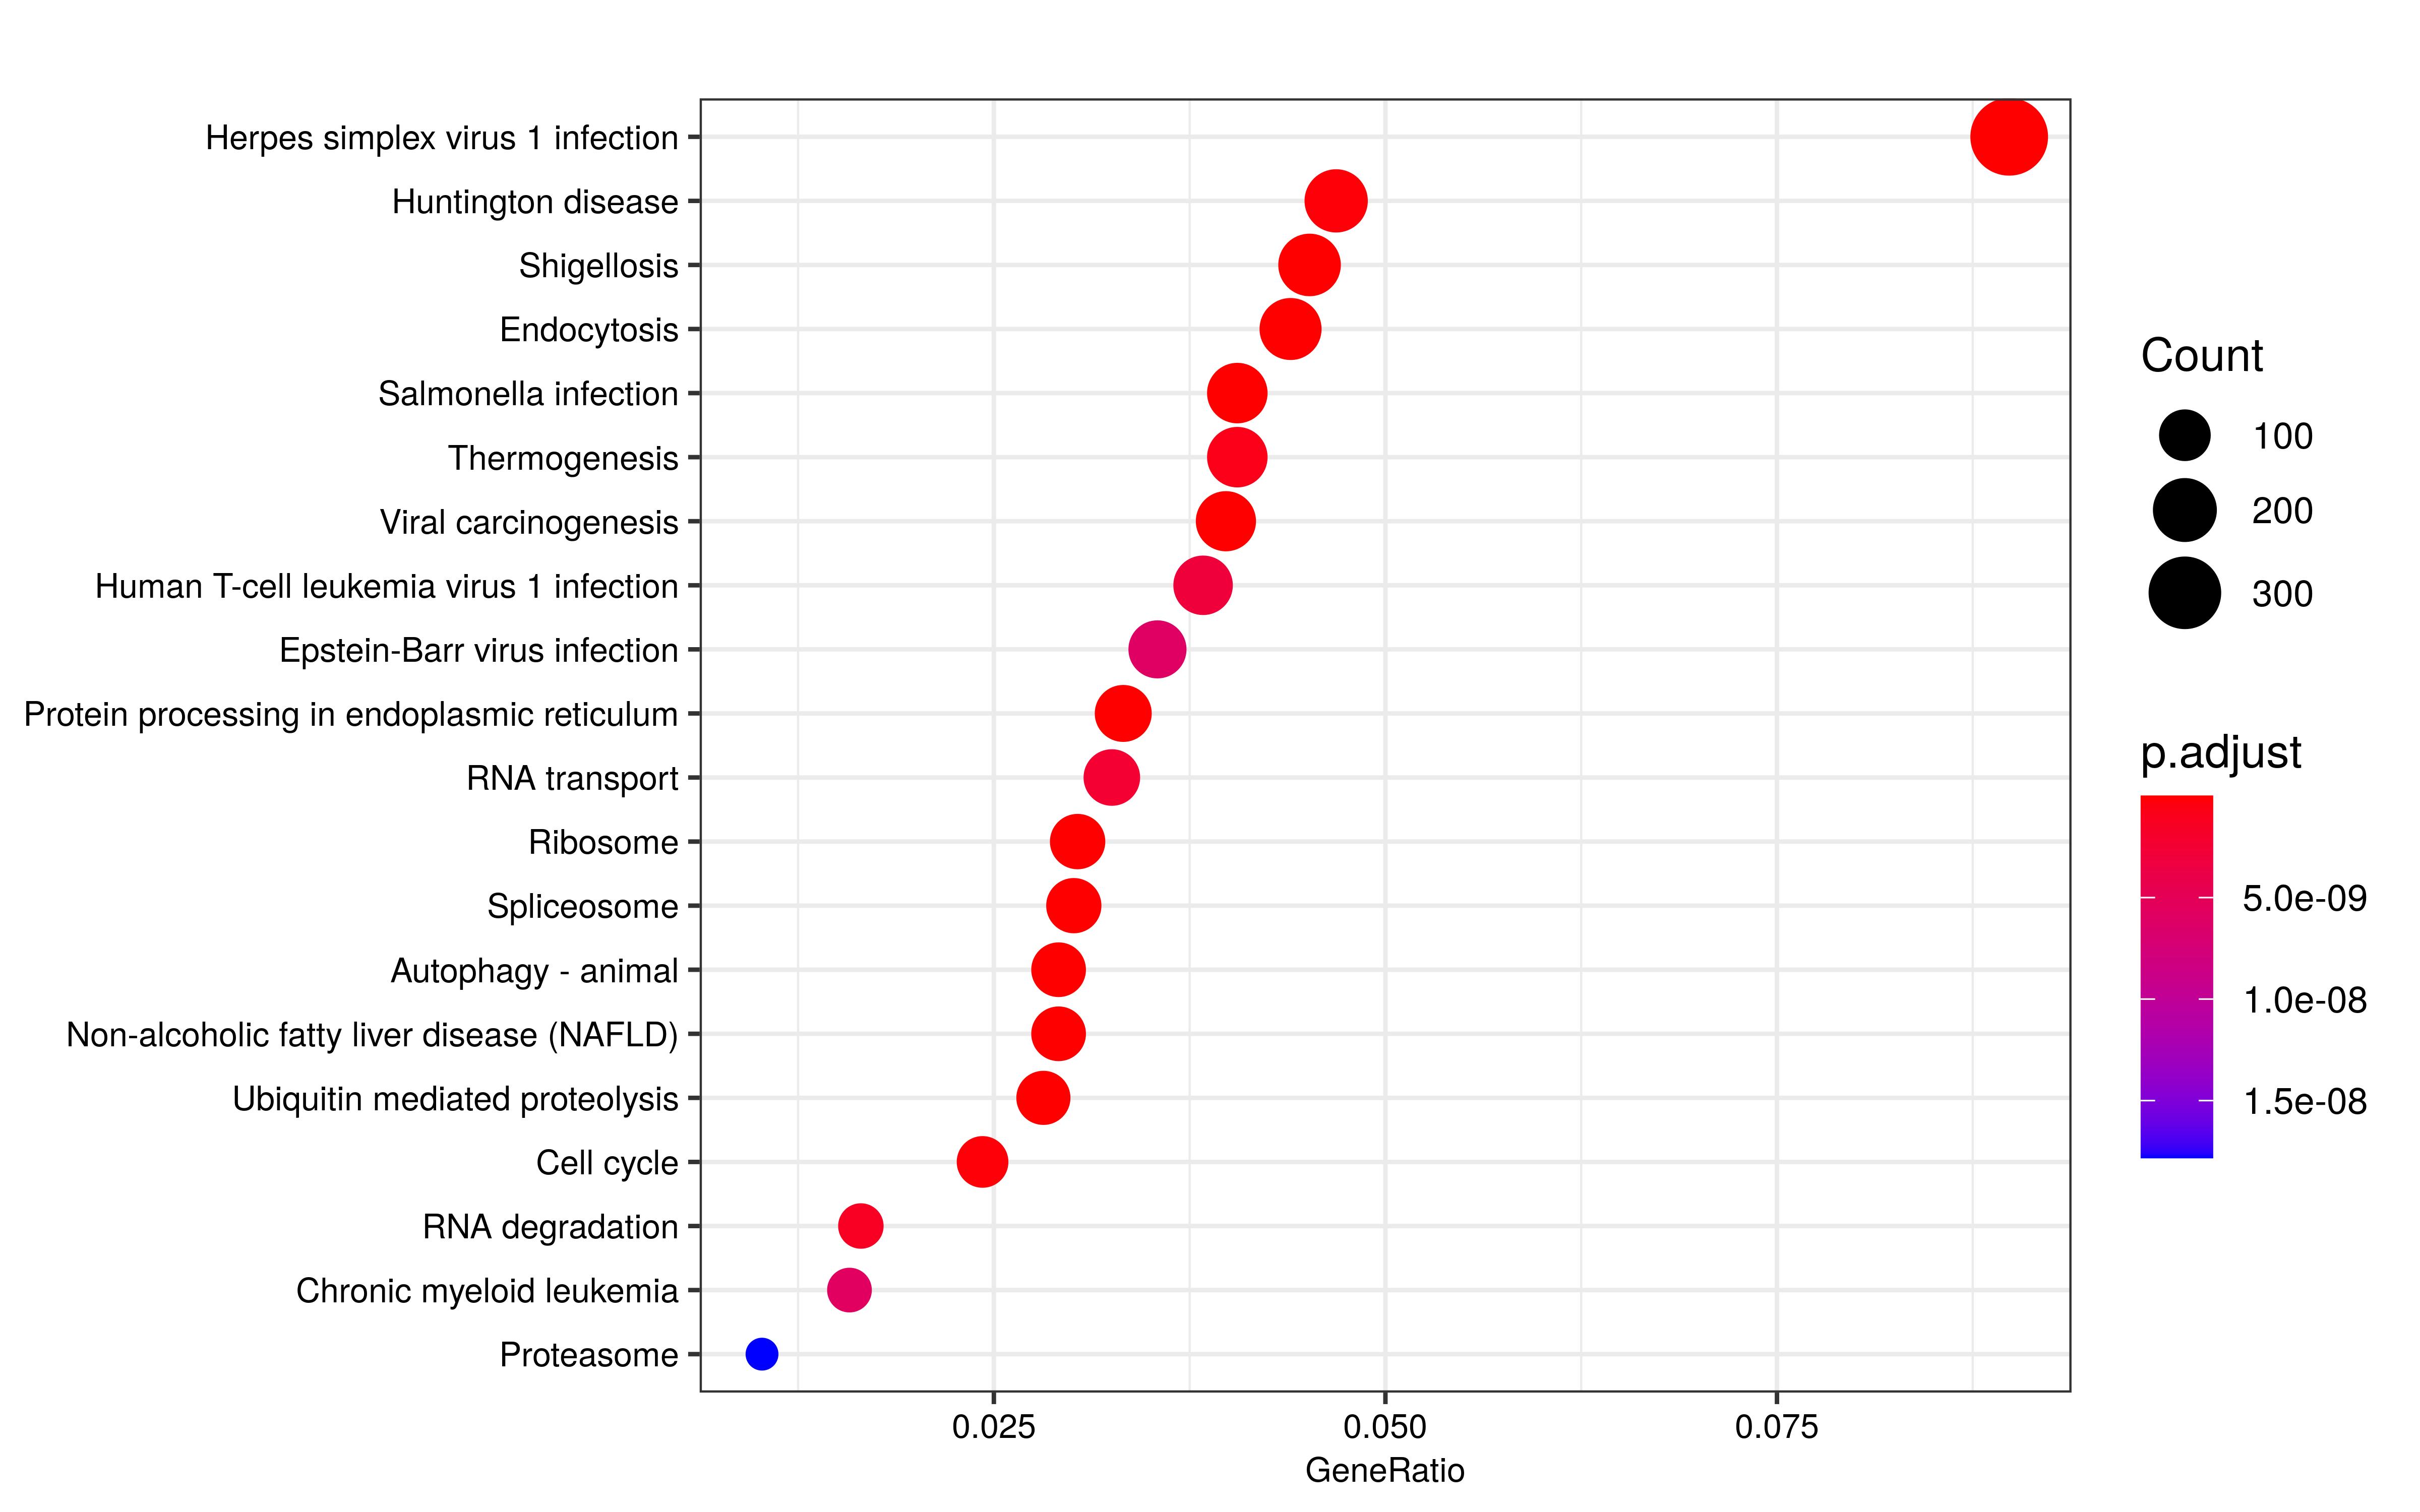 Herpes simplex virus 1 infection
Huntington disease
Shigellosis
Endocytosis
Salmonella infection
Thermogenesis
Viral carcinogenesis
Human T-cell leukemia virus 1 infection
Epstein-Barr virus infection
Protein processing in endoplasmic reticulum
RNA transport
Ribosome
Spliceosome
Autophagy - animal
Non-alcoholic fatty liver disease (NAFLD)
Ubiquitin mediated proteolysis
Cell cycle
RNA degradation
Chronic myeloid leukemia
Proteasome
0.025 0.050 0.075
GeneRatio
Count
100
200
300
p.adjust
5.0e-09
1.0e-08
1.5e-08